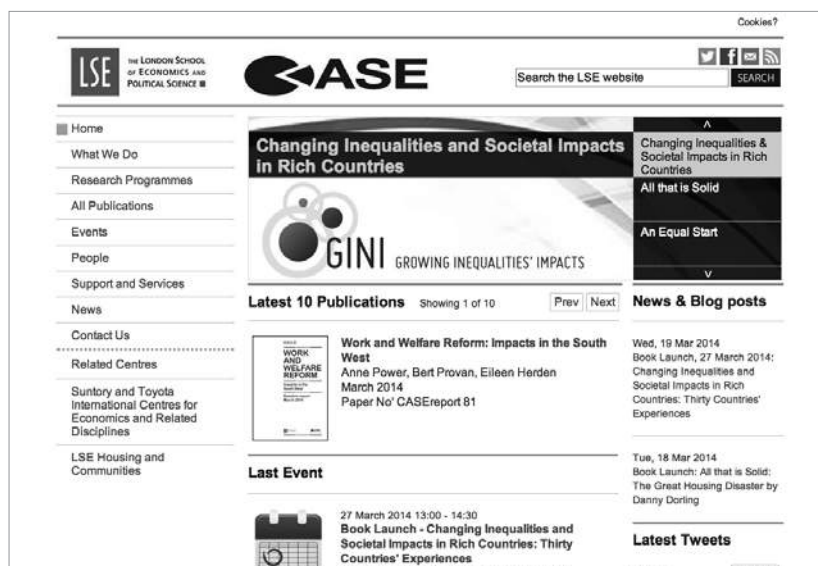 Cookies?
LSE
THE LONDON SCHOOL
OF ECONOMICS AND
POLITICAL SCIENCE
CASE
Search the LSE website
SEARCH
Home
What We Do
Research Programmes
All Publications
Events
People
Support and Services
News
Contact Us
Related Centres
Suntory and Toyota
International Centres for
Economics and Related
Disciplines
LSE Housing and
Communities
Changing Inequalities and Societal Impacts
in Rich Countries
GINI GROWING INEQUALITIES' IMPACTS
Changing Inequalities &
Societal Impacts in Rich
Countries
All that is Solid
An Equal Start
Latest 10 Publications Showing 1 of 10 Prev Next
WORK
AND
WELFARE
REFORM
Work and Welfare Reform: Impacts in the South
West
Anne Power, Bert Provan, Eileen Herden
March 2014
Paper No' CASEreport 81
Last Event
27 March 2014 13:00 - 14:30
Book Launch - Changing Inequalities and
Societal Impacts in Rich Countries: Thirty
Countries' Experiences
News & Blog posts
Wed, 19 Mar 2014
Book Launch, 27 March 2014:
Changing Inequalities and
Societal Impacts in Rich
Countries: Thirty Countries'
Experiences
Tue, 18 Mar 2014
Book Launch: All that is Solid:
The Great Housing Disaster by
Danny Dorling
Latest Tweets